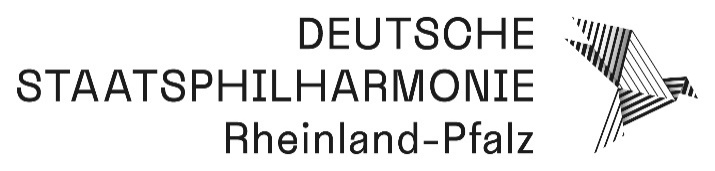 DEUTSCHE
STAATSPHILHARMONIE
Rheinland-Pfalz